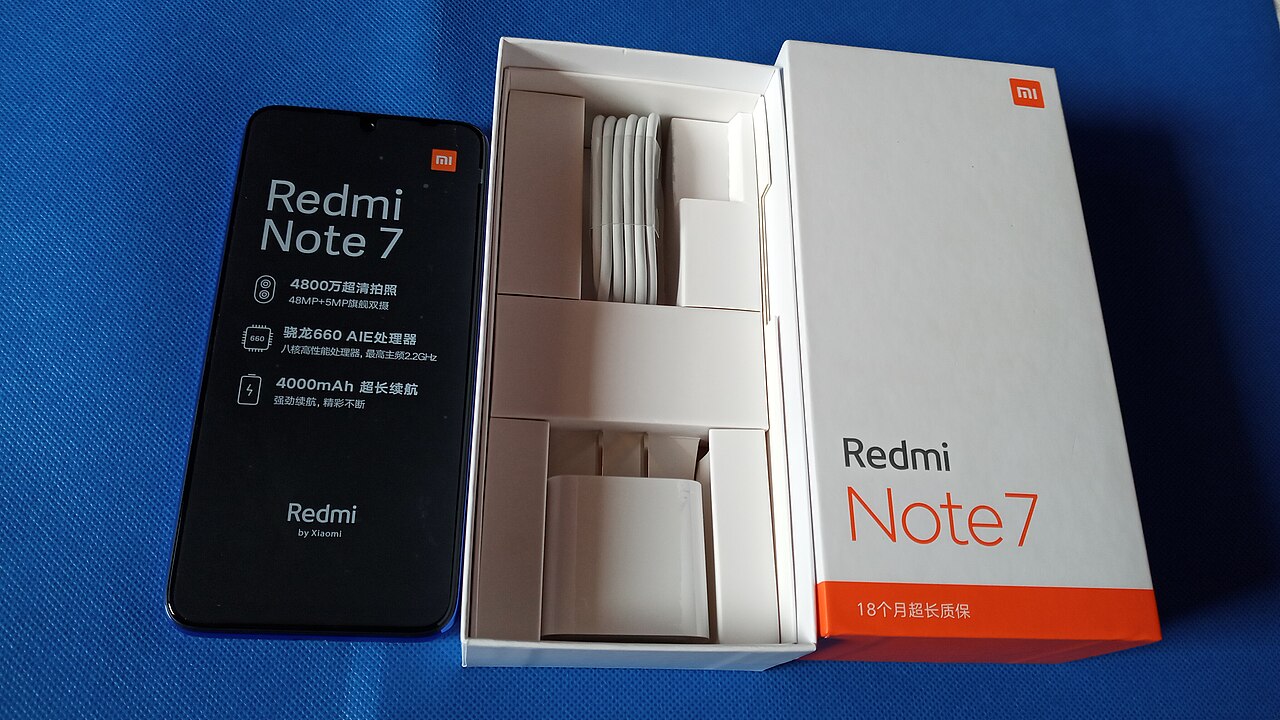 mi
Redmi
Note 7
4800万超清拍照
48MP+5MP旗舰双摄
660
骁龙660 AIE处理器
八核高性能处理器, 最高主频2.2GHz
4000mAh 超长续航
强劲续航, 精彩不断
Redmi
by Xiaomi
mi
Redmi
Note7
18个月超长质保